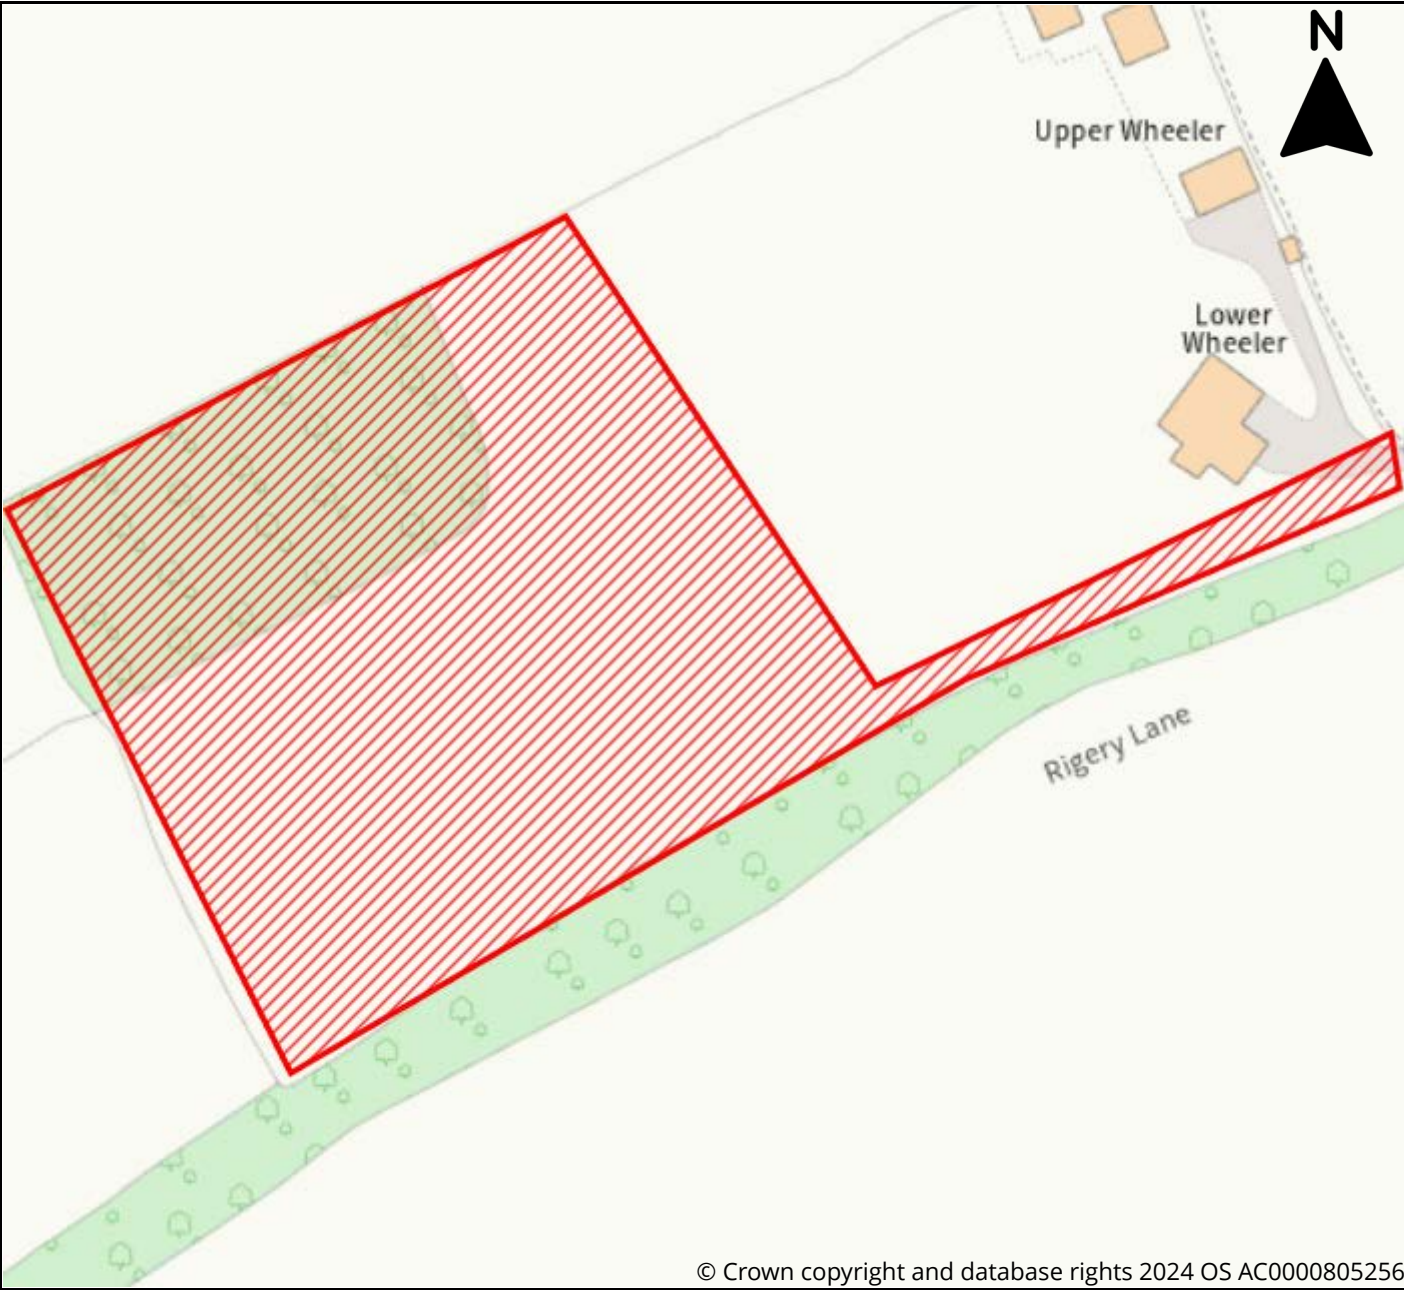 N
Upper Wheeler
Lower
Wheeler
Rigery Lane
© Crown copyright and database rights 2024 OS AC0000805256